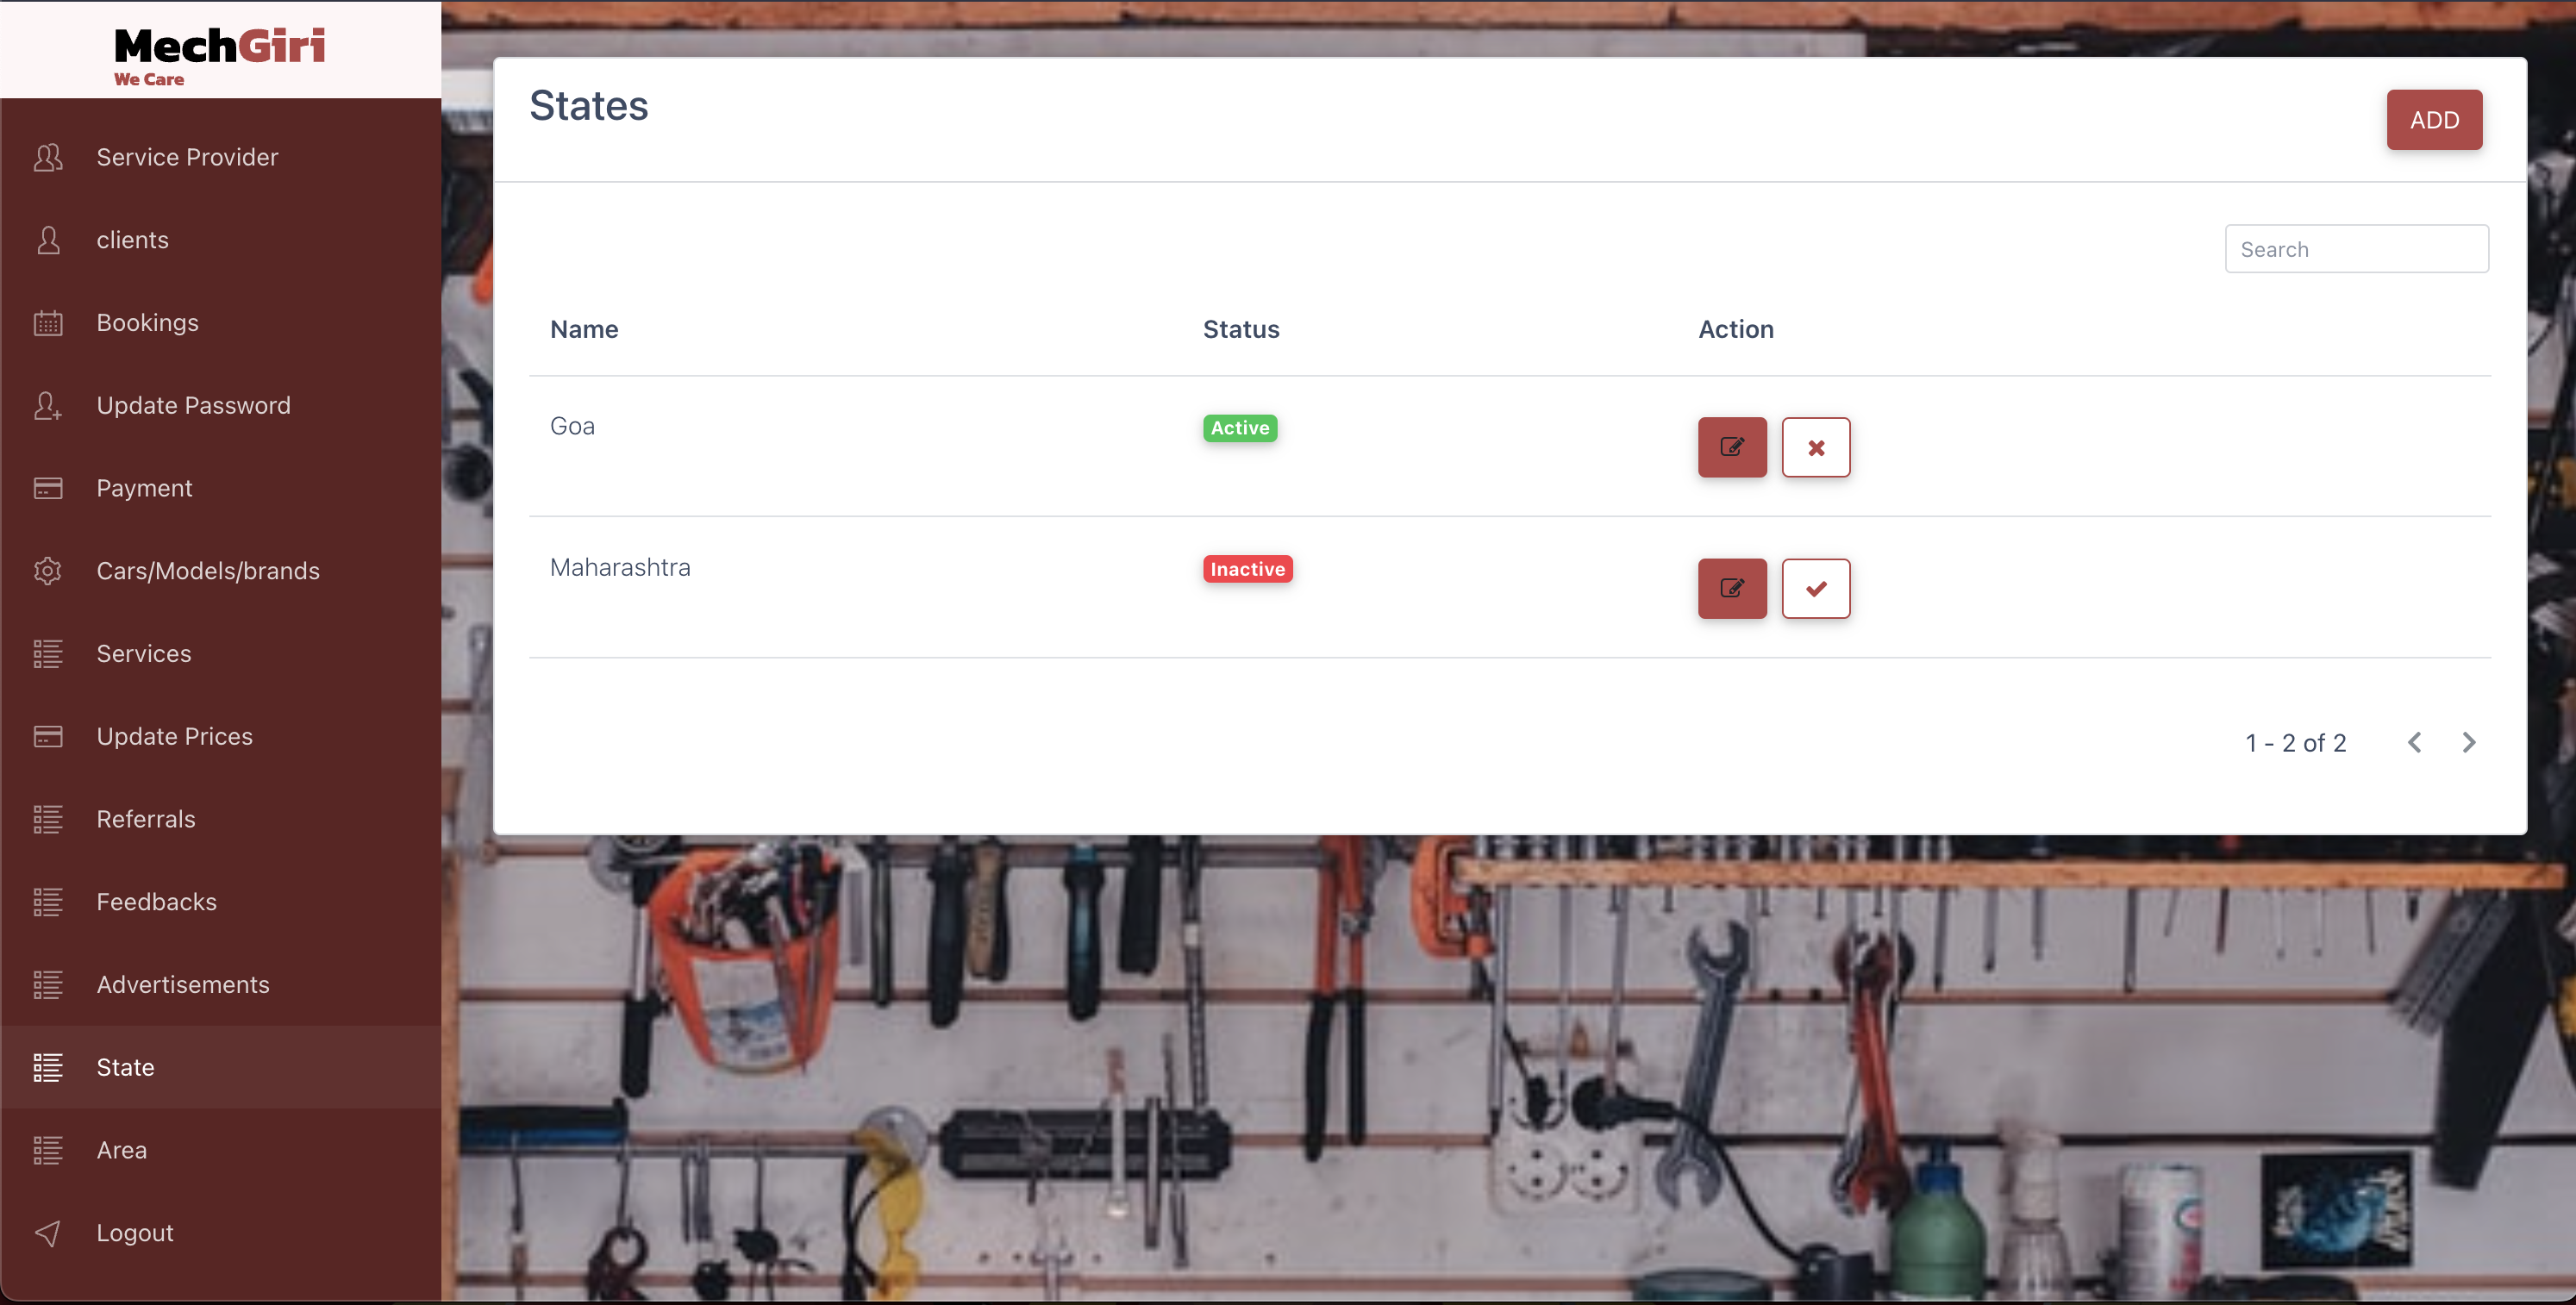 MechGiri
We Care
Service Provider
clients
Bookings
Update Password
Payment
Cars/Models/brands
Services
Update Prices
Referrals
Feedbacks
Advertisements
State
Area
Logout
States
ADD
Search
Name Status Action
Goa Active
Maharashtra Inactive
1 - 2 of 2